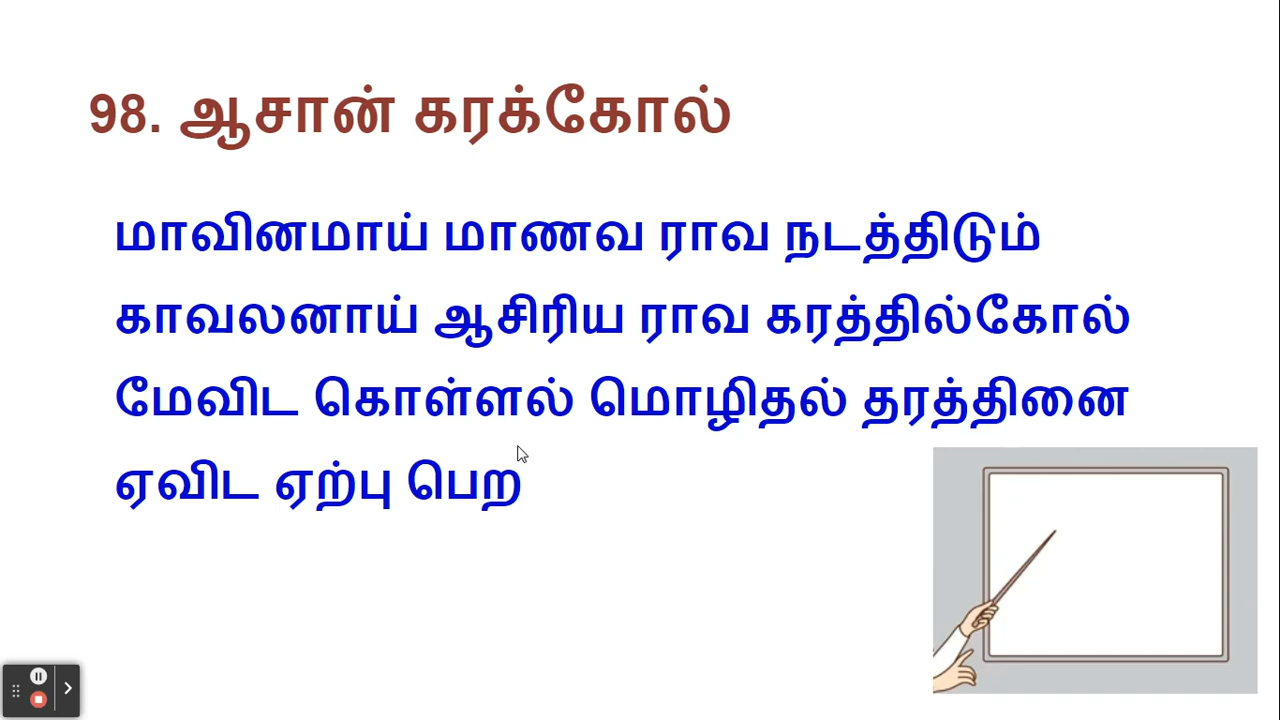 98. ஆசான் கரக்கோல்
மாவினமாய் மாணவ ராவ நடத்திடும்
காவலனாய் ஆசிரிய ராவ கரத்தில்கோல்
மேவிட கொள்ளல் மொழிதல் தரத்தினை
ஏவிட ஏற்பு பெற